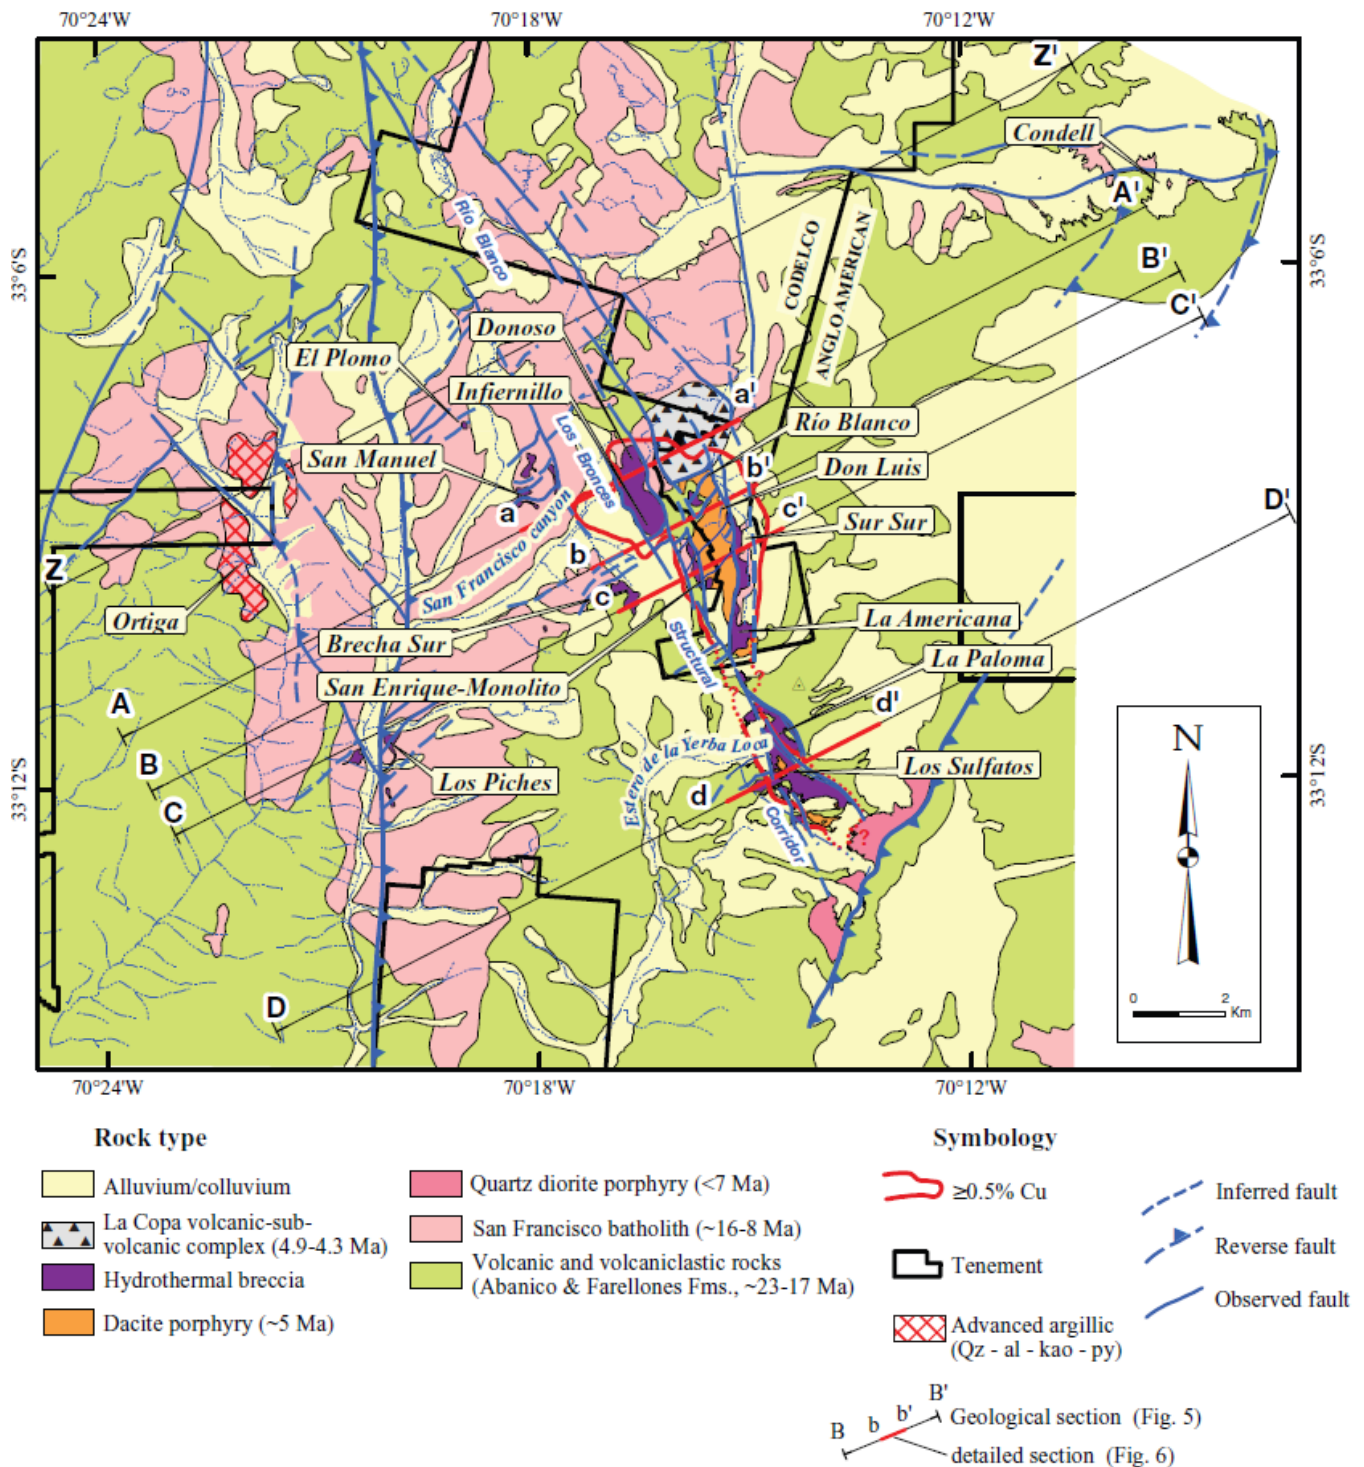 70°24'W
70°18'W
70°12'W
Z'
Condell
A'
Río Blanco
CODELCO
ANGLOAMERICAN
B'
33°6'S
33°6'S
C'
Donoso
El Plomo
Infiernillo
a'
Río Blanco
Los - Bronces
San Manuel
b'
Don Luis
D'
a
c'
Sur Sur
San Francisco canyon
b
Z
c
Ortiga
La Americana
Brecha Sur
Structural
La Paloma
San Enrique-Monolito
?
?
d'
A
Estero de la Yerba Loca
N
B
Los Piches
Los Sulfatos
33°12'S
33°12'S
d
C
Corridor
?
D
0 2
Km
70°24'W
70°18'W
70°12'W
Rock type
Alluvium/colluvium
La Copa volcanic-sub-
volcanic complex (4.9-4.3 Ma)
Hydrothermal breccia
Dacite porphyry (~5 Ma)
Quartz diorite porphyry (<7 Ma)
San Francisco batholith (~16-8 Ma)
Volcanic and volcaniclastic rocks
(Abanico & Farellones Fms., ~23-17 Ma)
Symbology
≥0.5% Cu
Tenement
Advanced argillic
(Qz - al - kao - py)
Inferred fault
Reverse fault
Observed fault
B b b' B'
Geological section (Fig. 5)
detailed section (Fig. 6)